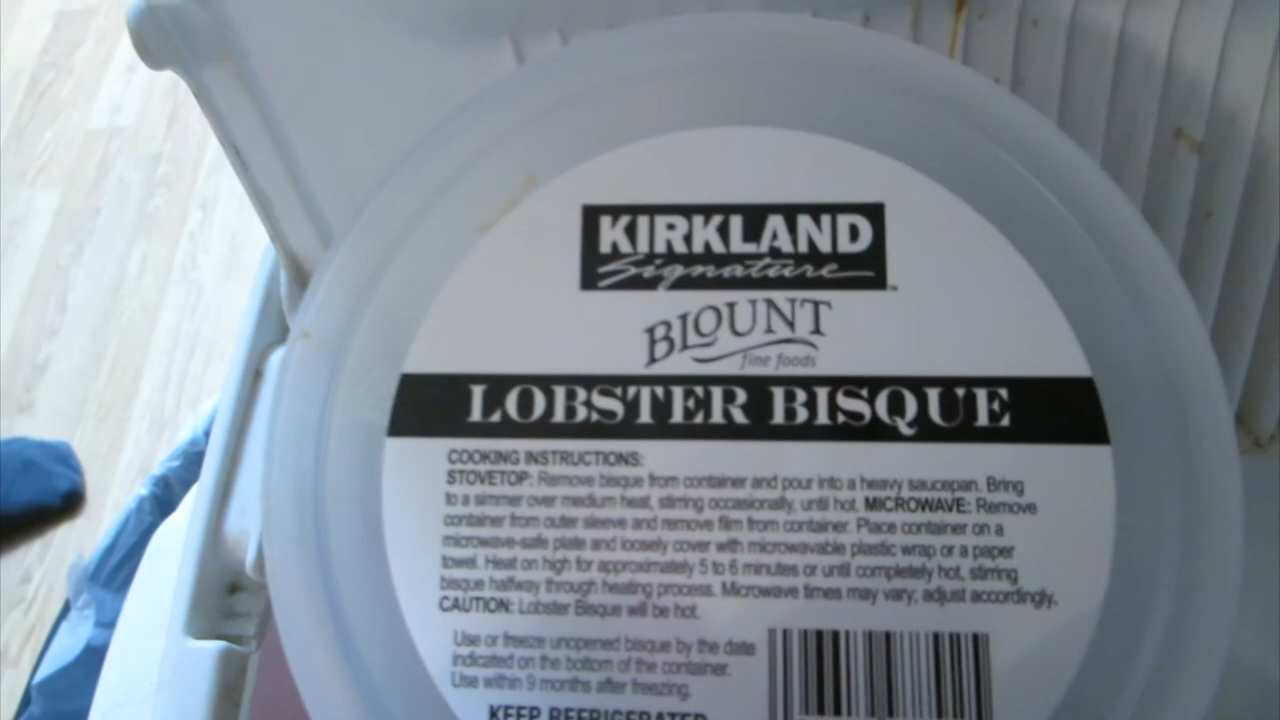 KIRKLAND
Signature™
BLOUNT
fine foods
LOBSTER BISQUE
COOKING INSTRUCTIONS:
STOVETOP: Remove bisque from container and pour into a heavy saucepan. Bring
to a simmer over medium heat, stirring occasionally, until hot. MICROWAVE: Remove
container from outer sleeve and remove film from container. Place container on a
microwave-safe plate and loosely cover with microwavable plastic wrap or a paper
towel. Heat on high for approximately 5 to 6 minutes or until completely hot, stirring
bisque halfway through heating process. Microwave times may vary; adjust accordingly.
CAUTION: Lobster Bisque will be hot.
Use or freeze unopened bisque by the date
indicated on the bottom of the container.
Use within 9 months after freezing.
KEEP REFRIGERATED